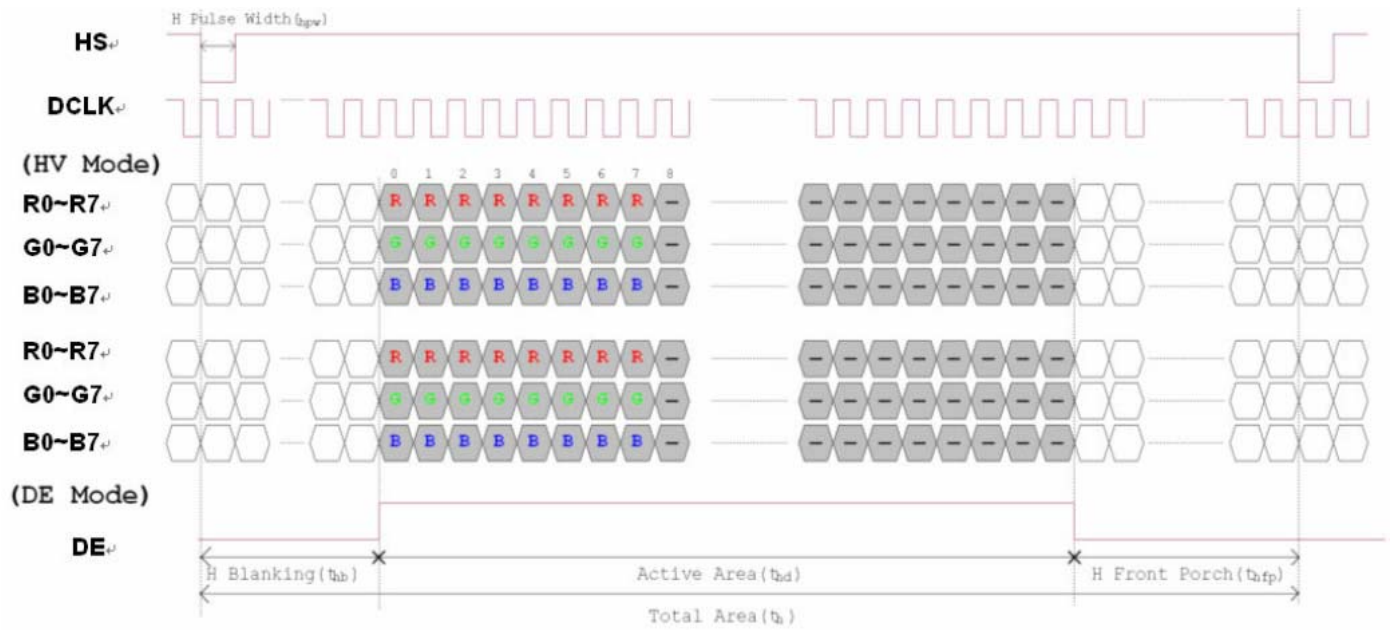 H Pulse Width(thpw)
HS
DCLK
(HV Mode)
0 1 2 3 4 5 6 7 8
R0~R7 R R R R R R R R - - - - - - - - -
G0~G7 G G G G G G G G - - - - - - - - -
B0~B7 B B B B B B B B - - - - - - - - -
R0~R7 R R R R R R R R - - - - - - - - -
G0~G7 G G G G G G G G - - - - - - - - -
B0~B7 B B B B B B B B - - - - - - - - -
(DE Mode)
DE
H Blanking(thb) Active Area(thd) H Front Porch(thfp)
Total Area(th)